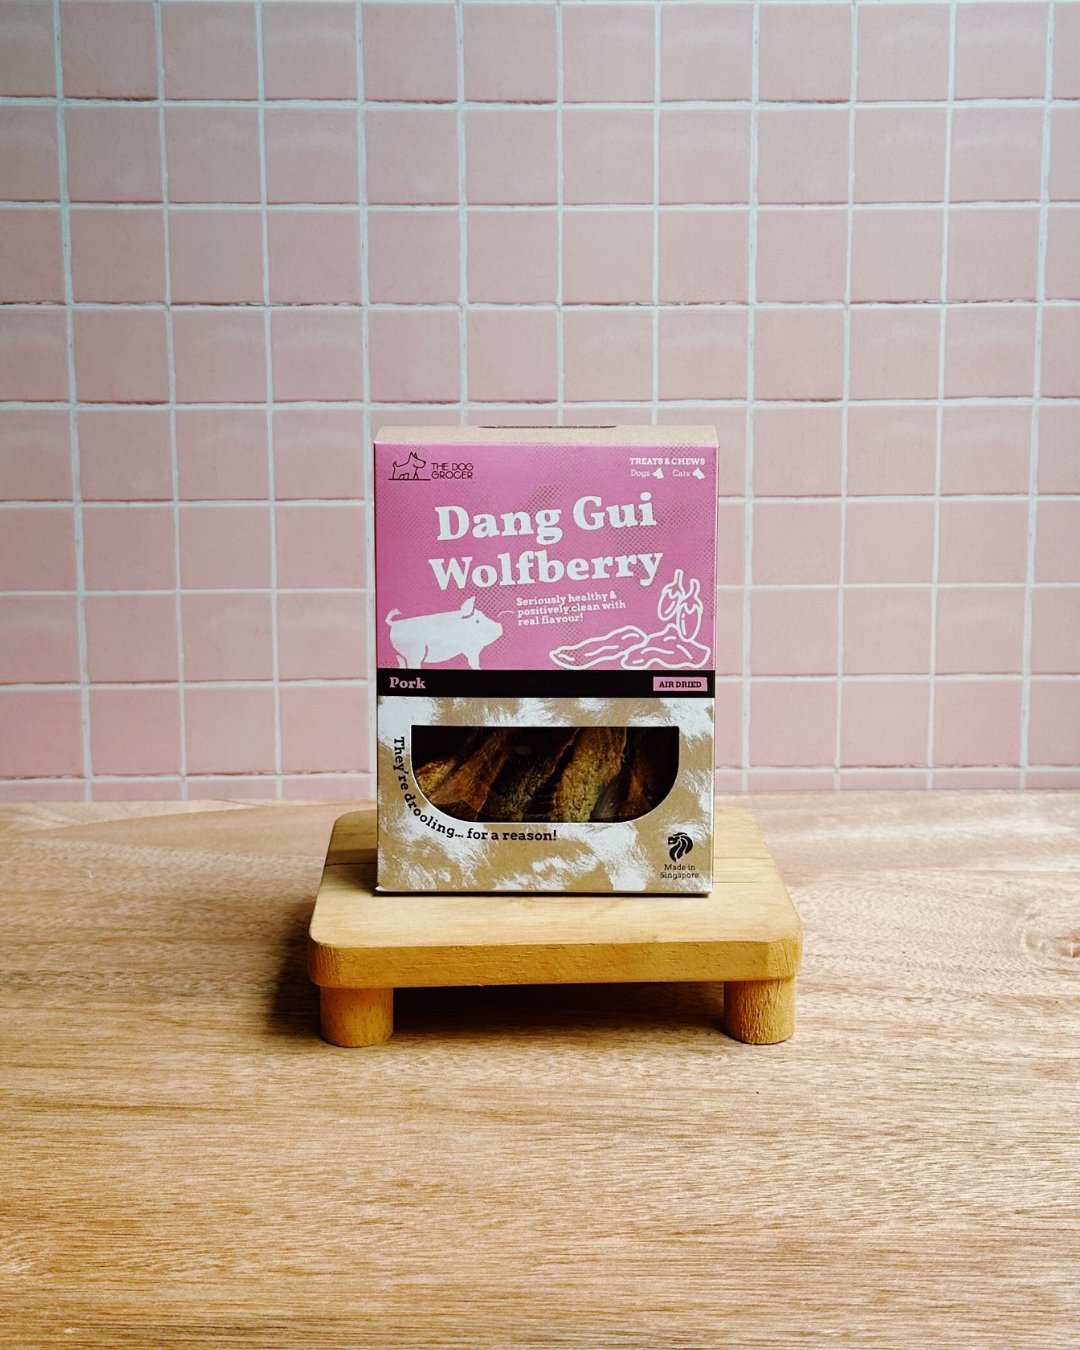 THE DOG
GROCER
TREATS & CHEWS
Dogs Cats
Dang Gui
Wolfberry
Seriously healthy &
positively clean with
real flavour!
Pork
AIR DRIED
They're drooling... for a reason!
Made in
Singapore